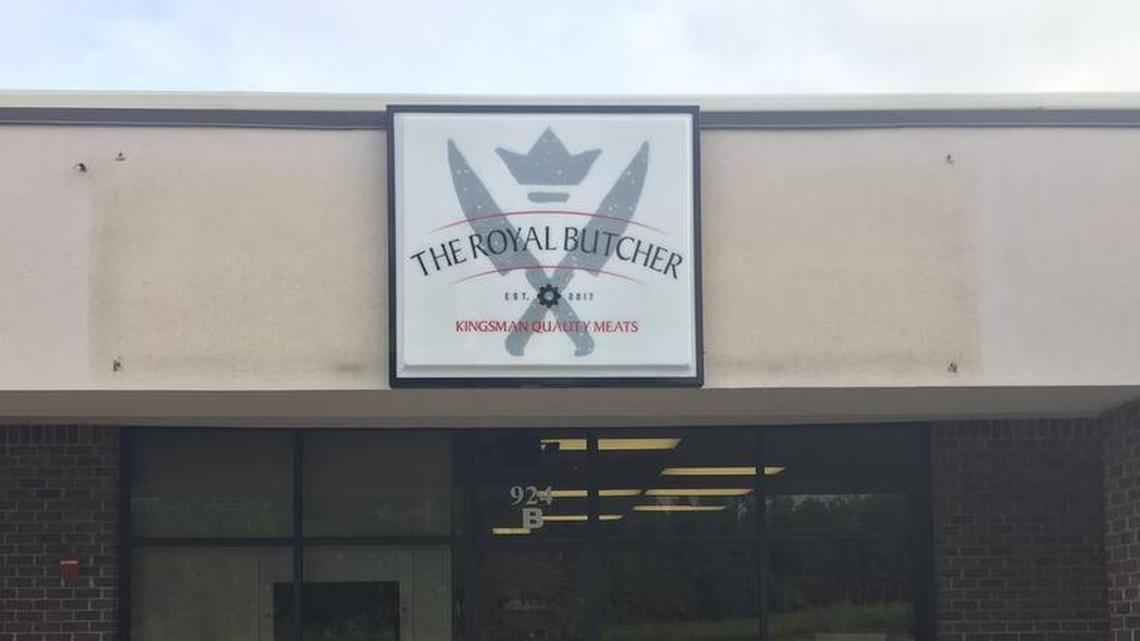 THE ROYAL BUTCHER
EST. 2017
KINGSMAN QUALITY MEATS
924
B